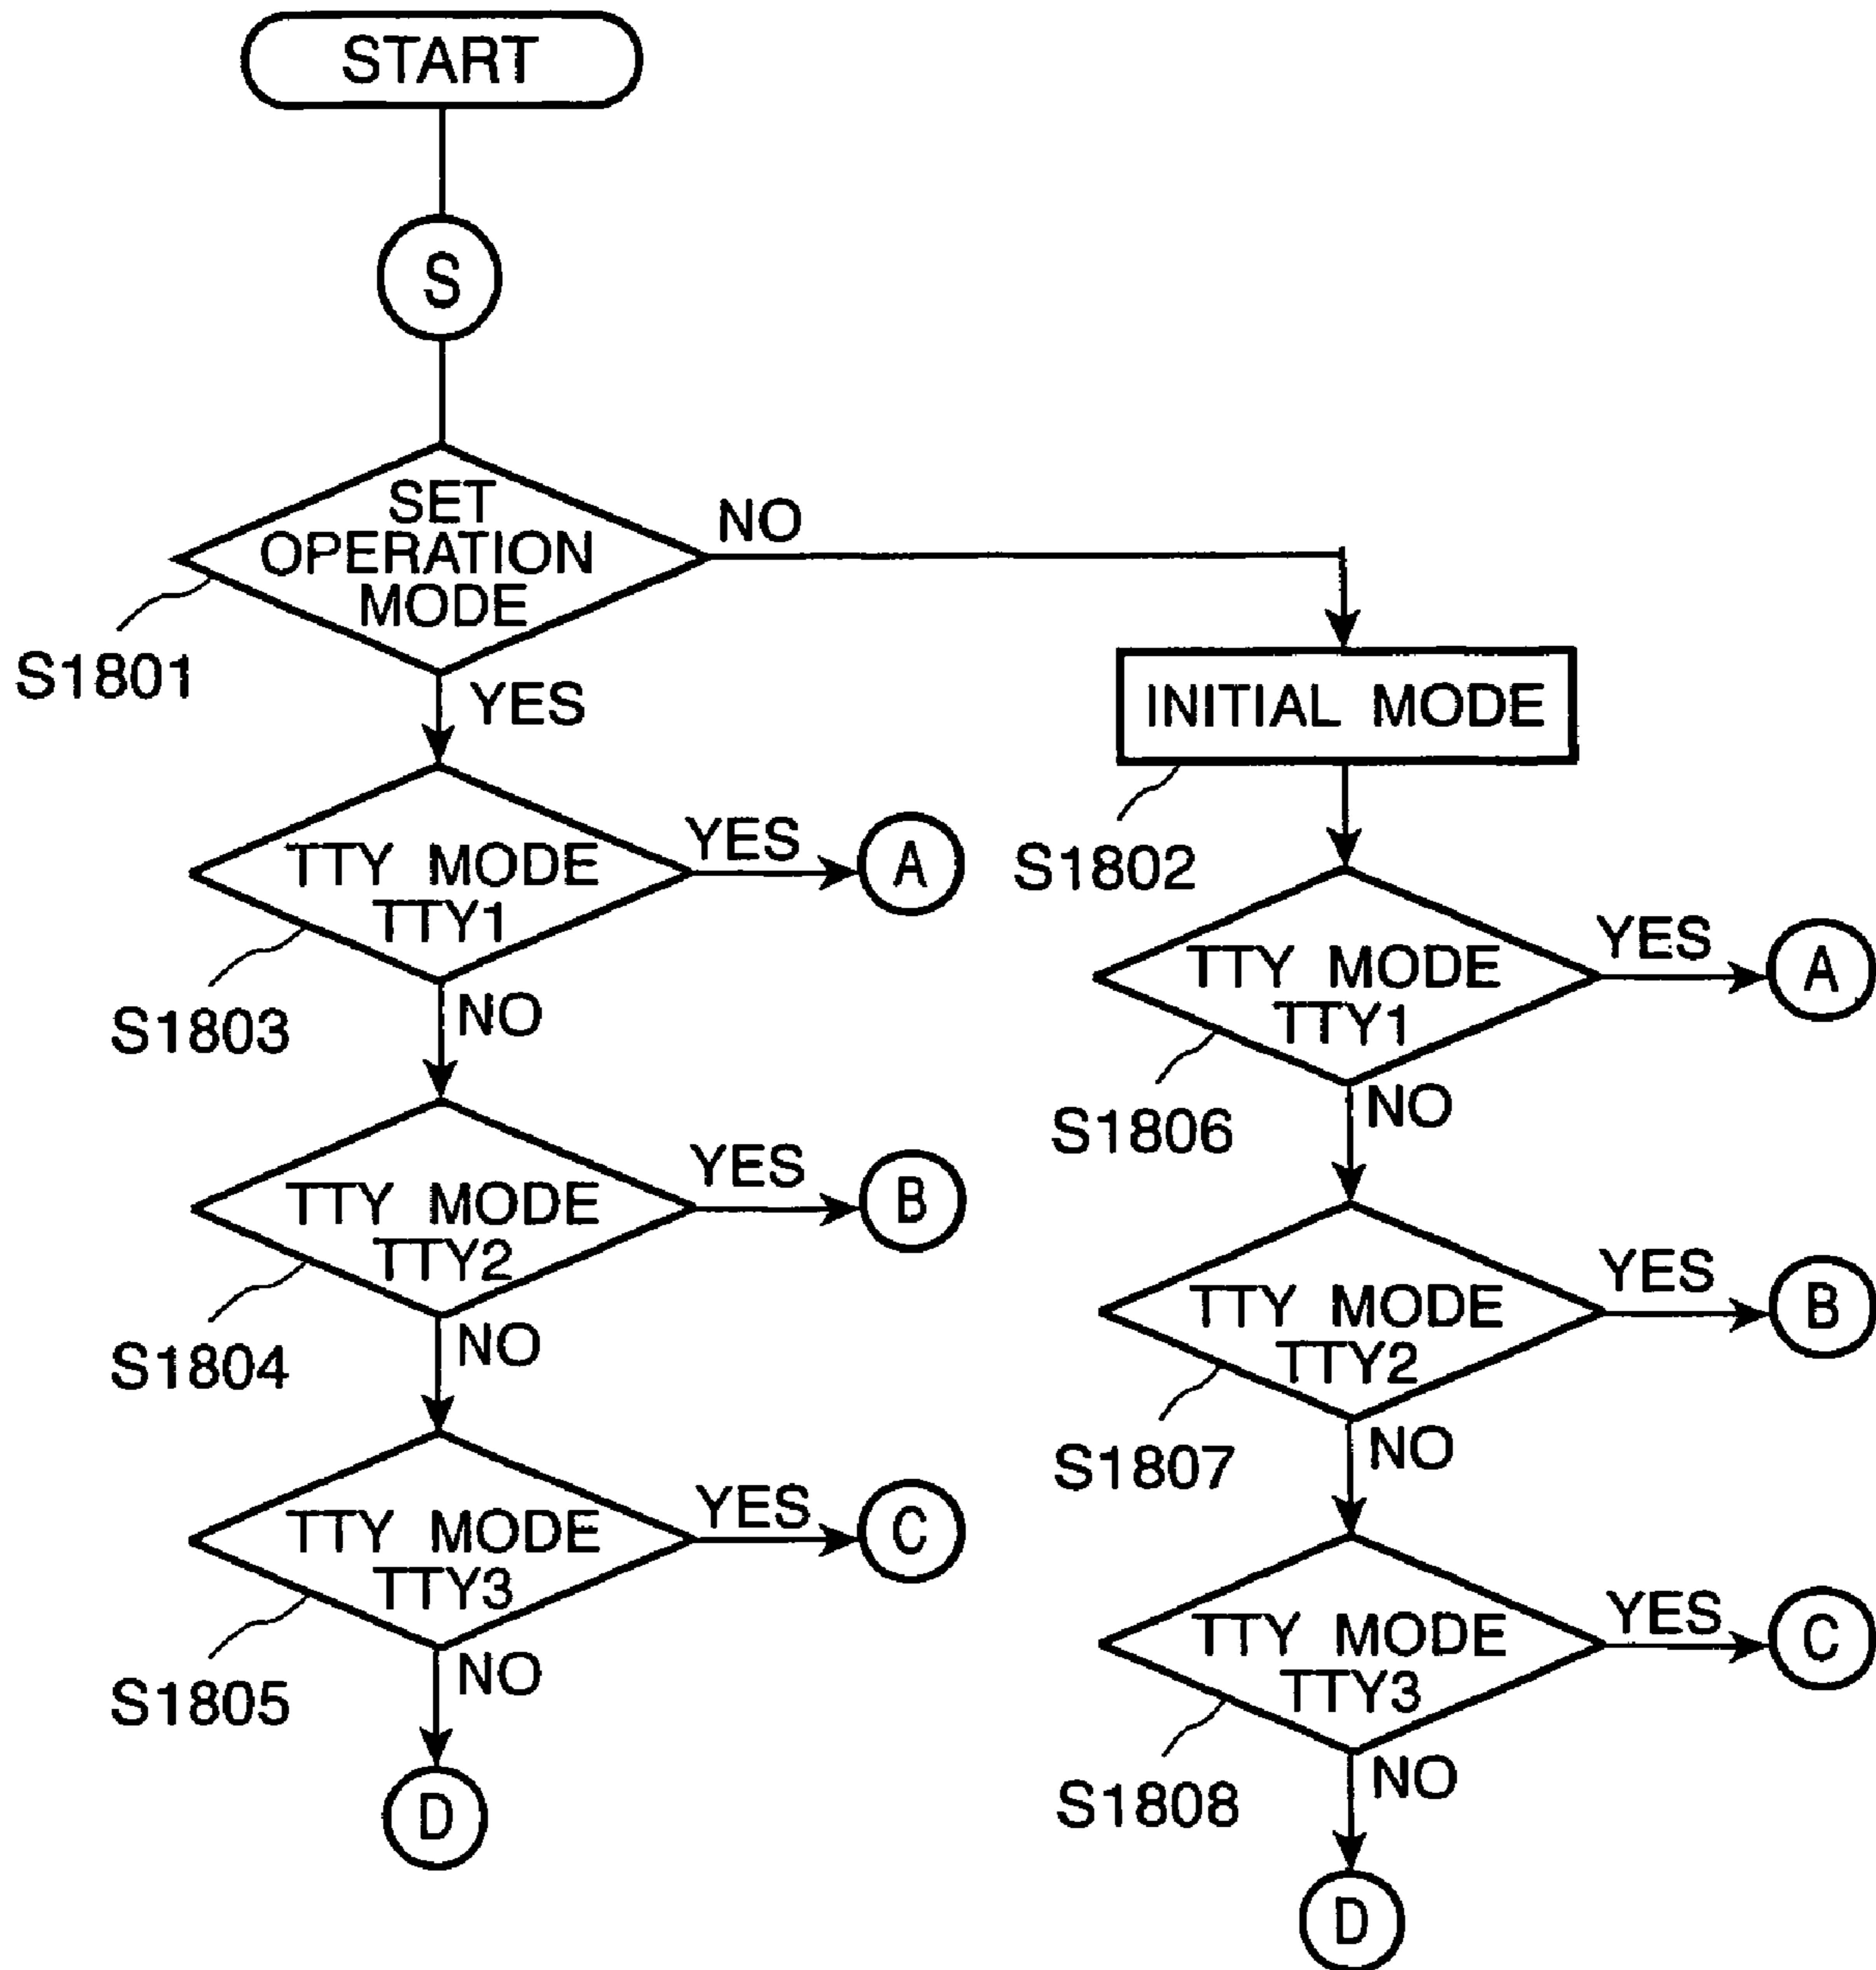 START
S
SET
OPERATION
MODE
NO
S1801
YES
TTY MODE
TTY1
YES
A
S1803
NO
TTY MODE
TTY2
YES
B
S1804
NO
TTY MODE
TTY3
YES
C
S1805
NO
D
INITIAL MODE
S1802
TTY MODE
TTY1
YES
A
S1806
NO
TTY MODE
TTY2
YES
B
S1807
NO
TTY MODE
TTY3
YES
C
S1808
NO
D